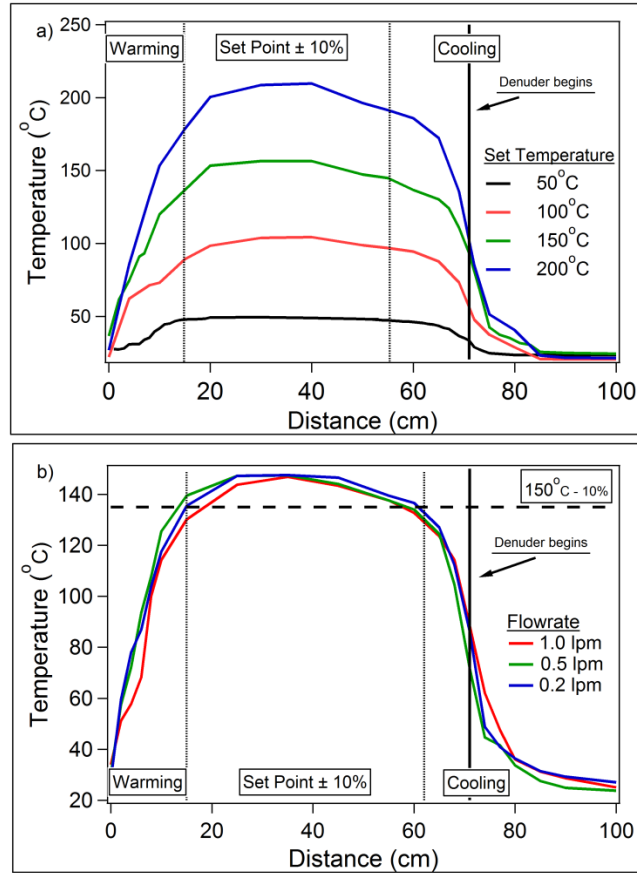 a)
Warming
Set Point ± 10%
Cooling
Denuder begins
Set Temperature
50°C
100°C
150°C
200°C
250
200
150
100
50
Temperature (°C)
0 20 40 60 80 100
Distance (cm)
b)
150°C - 10%
Denuder begins
Flowrate
1.0 lpm
0.5 lpm
0.2 lpm
140
120
100
80
60
40
20
Temperature (°C)
Warming
Set Point ± 10%
Cooling
0 20 40 60 80 100
Distance (cm)